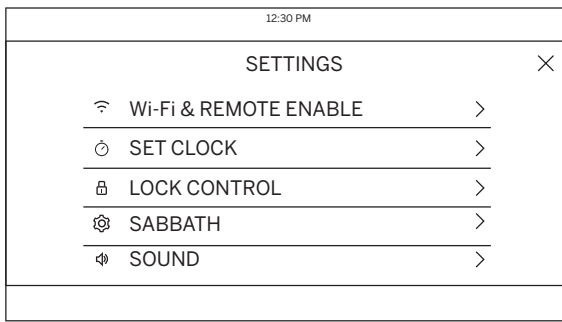 12:30 PM
SETTINGS
Wi-Fi & REMOTE ENABLE
SET CLOCK
LOCK CONTROL
SABBATH
SOUND